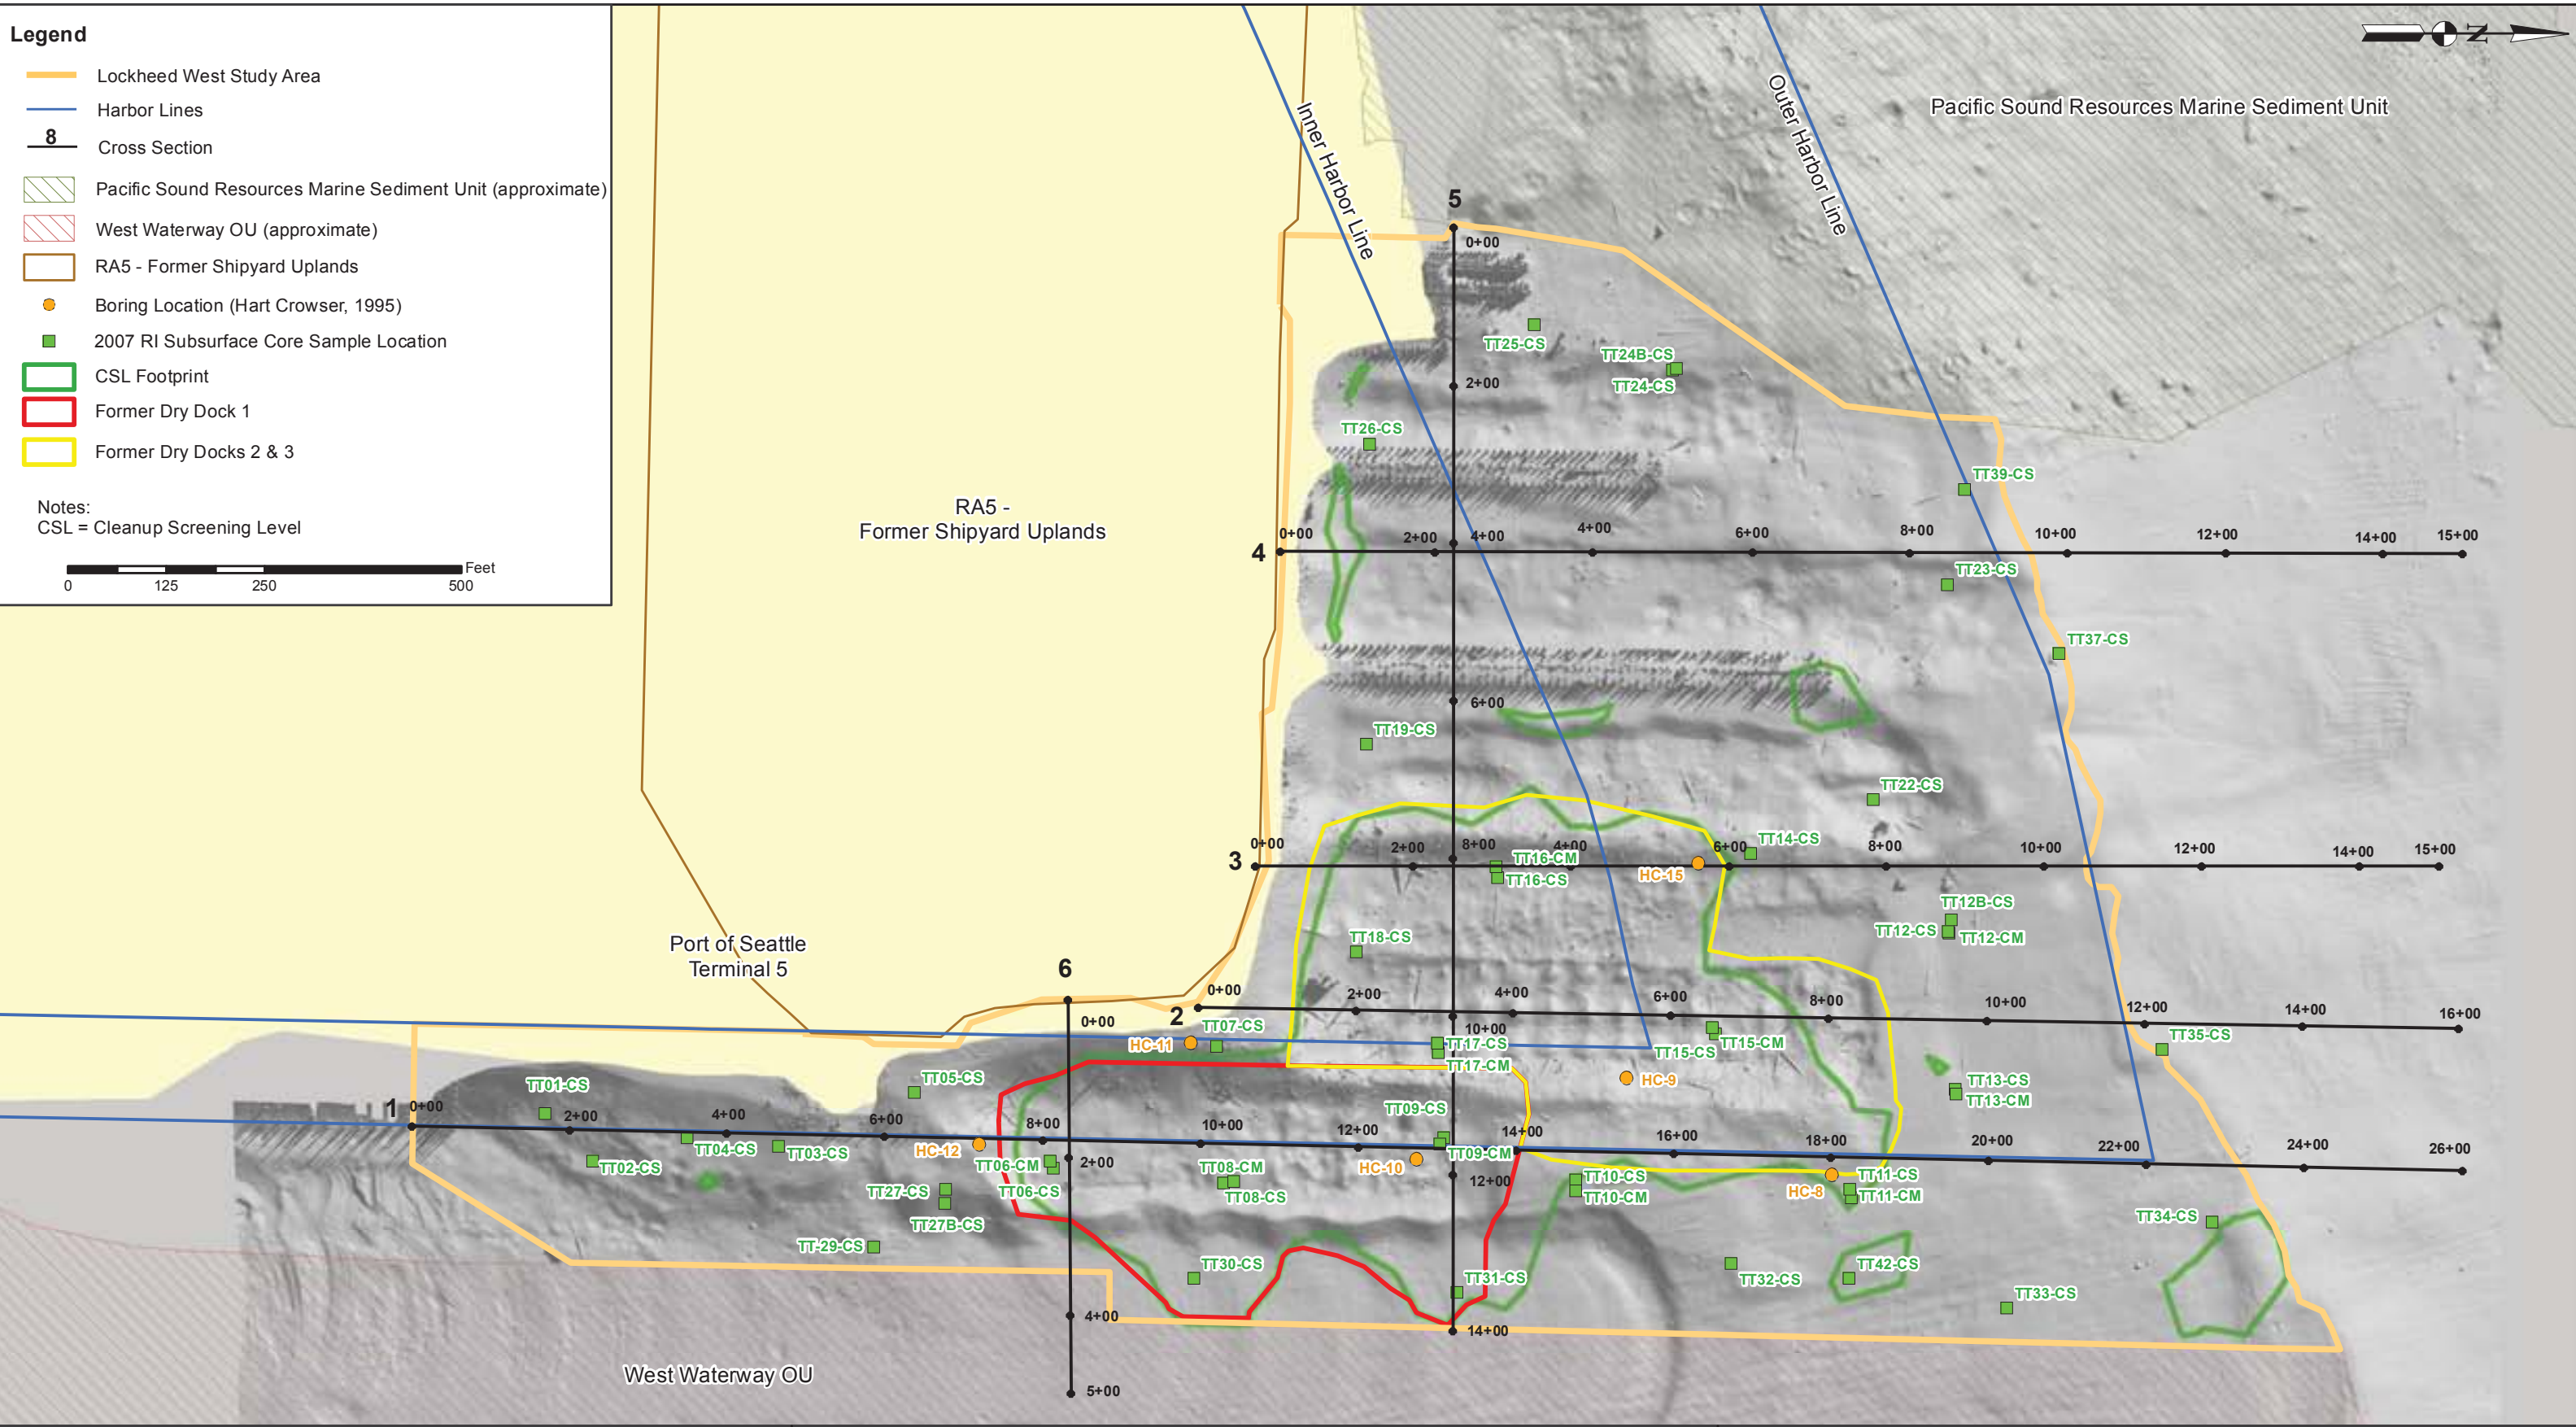 Legend
Lockheed West Study Area
Harbor Lines
8
Cross Section
Pacific Sound Resources Marine Sediment Unit (approximate)
West Waterway OU (approximate)
RA5 - Former Shipyard Uplands
Boring Location (Hart Crowser, 1995)
2007 RI Subsurface Core Sample Location
CSL Footprint
Former Dry Dock 1
Former Dry Docks 2 & 3
Notes:
CSL = Cleanup Screening Level
Feet
0 125 250 500
N
Pacific Sound Resources Marine Sediment Unit
Inner Harbor Line
Outer Harbor Line
5
0+00
TT25-CS
TT24B-CS
TT24-CS
2+00
TT26-CS
TT39-CS
RA5 -
Former Shipyard Uplands
4
0+00 2+00 4+00 4+00 6+00 8+00 10+00 12+00 14+00 15+00
TT23-CS
TT37-CS
6+00
TT19-CS
TT22-CS
TT14-CS
3
0+00 2+00 8+00 4+00 6+00 8+00 10+00 12+00 14+00 15+00
TT16-CM
TT16-CS
HC-15
TT12B-CS
TT12-CS
TT12-CM
TT18-CS
Port of Seattle
Terminal 5
6
0+00
2
0+00 2+00 4+00 6+00 8+00 10+00 12+00 14+00 16+00
TT07-CS
HC-11
10+00
TT17-CS
TT17-CM
TT15-CS
TT15-CM
TT35-CS
HC-9
TT13-CS
TT13-CM
TT05-CS
TT01-CS
1
0+00 2+00 4+00 6+00 8+00 10+00 12+00 14+00 16+00 18+00 20+00 22+00 24+00 26+00
TT09-CS
TT09-CM
TT04-CS
TT03-CS
TT02-CS
HC-12
TT06-CM
TT06-CS
2+00
TT08-CM
TT08-CS
HC-10
12+00
TT10-CS
TT10-CM
HC-8
TT11-CS
TT11-CM
TT27-CS
TT27B-CS
TT-29-CS
TT30-CS
TT31-CS
TT32-CS
TT42-CS
TT34-CS
TT33-CS
4+00
14+00
West Waterway OU
5+00